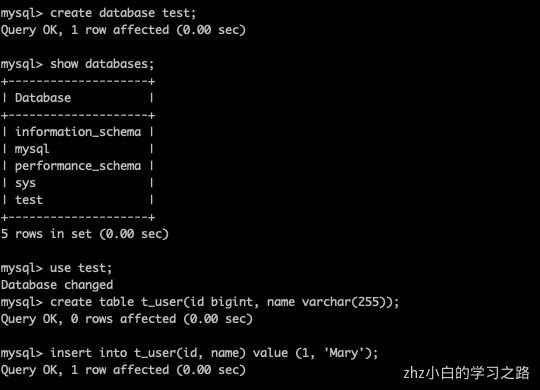 mysql> create database test;
Query OK, 1 row affected (0.00 sec)
mysql> show databases;
+--------------------+
| Database           |
+--------------------+
| information_schema |
| mysql              |
| performance_schema |
| sys                |
| test               |
+--------------------+
5 rows in set (0.00 sec)
mysql> use test;
Database changed
mysql> create table t_user(id bigint, name varchar(255));
Query OK, 0 rows affected (0.00 sec)
mysql> insert into t_user(id, name) value (1, 'Mary');
Query OK, 1 row affected (0.00 sec)
zhz小白的学习之路